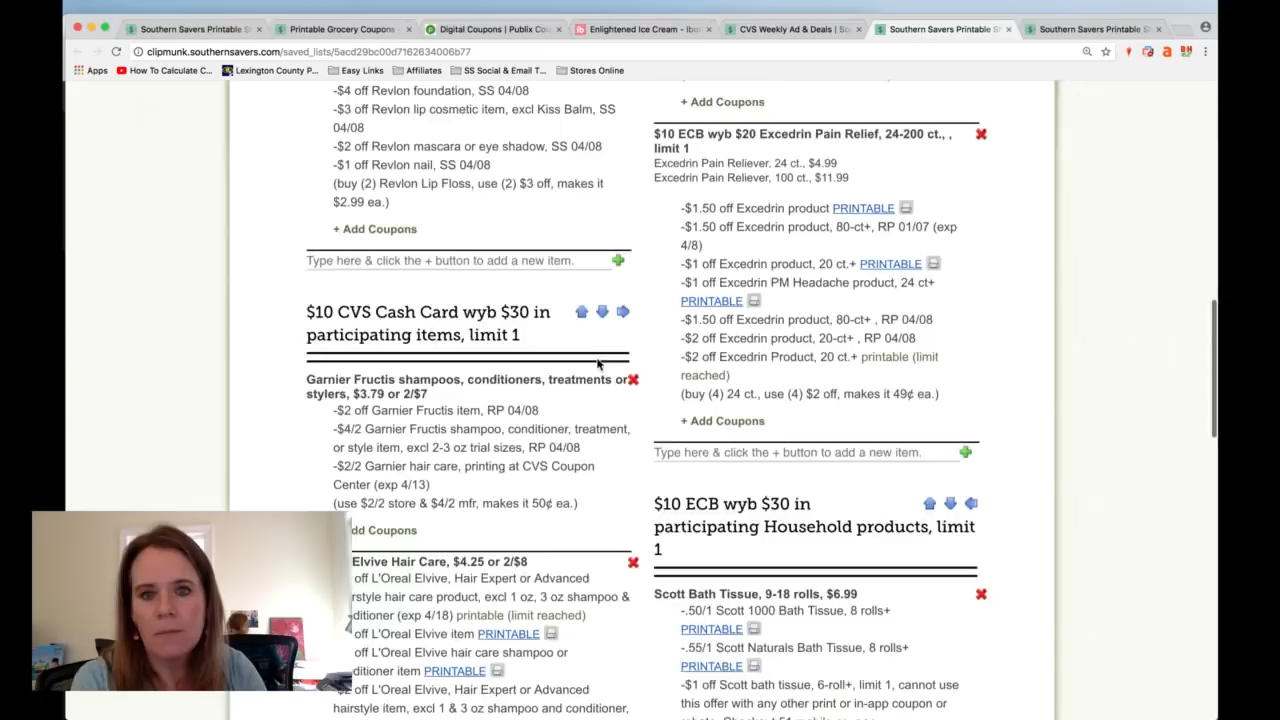 Southern Savers Printable S
Printable Grocery Coupons -
Digital Coupons | Publix Cou
Enlightened Ice Cream - Ibo
CVS Weekly Ad & Deals | So
Southern Savers Printable S
Southern Savers Printable S
clipmunk.southernsavers.com/saved_lists/5acd29bc00d7162634006b77
Apps
How To Calculate C...
Lexington County P...
Easy Links
Affiliates
SS Social & Email T...
Stores Online
-$4 off Revlon foundation, SS 04/08
-$3 off Revlon lip cosmetic item, excl Kiss Balm, SS
04/08
-$2 off Revlon mascara or eye shadow, SS 04/08
-$1 off Revlon nail, SS 04/08
(buy (2) Revlon Lip Floss, use (2) $3 off, makes it
$2.99 ea.)
+ Add Coupons
Type here & click the + button to add a new item.
$10 CVS Cash Card wyb $30 in
participating items, limit 1
Garnier Fructis shampoos, conditioners, treatments or
stylers, $3.79 or 2/$7
-$2 off Garnier Fructis item, RP 04/08
-$4/2 Garnier Fructis shampoo, conditioner, treatment,
or style item, excl 2-3 oz trial sizes, RP 04/08
-$2/2 Garnier hair care, printing at CVS Coupon
Center (exp 4/13)
(use $2/2 store & $4/2 mfr, makes it 50¢ ea.)
dd Coupons
Elvive Hair Care, $4.25 or 2/$8
off L'Oreal Elvive, Hair Expert or Advanced
rstyle hair care product, excl 1 oz, 3 oz shampoo &
ditioner (exp 4/18) printable (limit reached)
off L'Oreal Elvive item PRINTABLE
off L'Oreal Elvive hair care shampoo or
ditioner item PRINTABLE
off L'Oreal Elvive, Hair Expert or Advanced
hairstyle item, excl 1 & 3 oz shampoo and conditioner,
+ Add Coupons
$10 ECB wyb $20 Excedrin Pain Relief, 24-200 ct., ,
limit 1
Excedrin Pain Reliever, 24 ct., $4.99
Excedrin Pain Reliever, 100 ct., $11.99
-$1.50 off Excedrin product PRINTABLE
-$1.50 off Excedrin product, 80-ct+, RP 01/07 (exp
4/8)
-$1 off Excedrin product, 20 ct.+ PRINTABLE
-$1 off Excedrin PM Headache product, 24 ct+
PRINTABLE
-$1.50 off Excedrin product, 80-ct+ , RP 04/08
-$2 off Excedrin product, 20-ct+ , RP 04/08
-$2 off Excedrin Product, 20 ct.+ printable (limit
reached)
(buy (4) 24 ct., use (4) $2 off, makes it 49¢ ea.)
+ Add Coupons
Type here & click the + button to add a new item.
$10 ECB wyb $30 in
participating Household products, limit
1
Scott Bath Tissue, 9-18 rolls, $6.99
-.50/1 Scott 1000 Bath Tissue, 8 rolls+
PRINTABLE
-.55/1 Scott Naturals Bath Tissue, 8 rolls+
PRINTABLE
-$1 off Scott bath tissue, 6-roll+, limit 1, cannot use
this offer with any other print or in-app coupon or